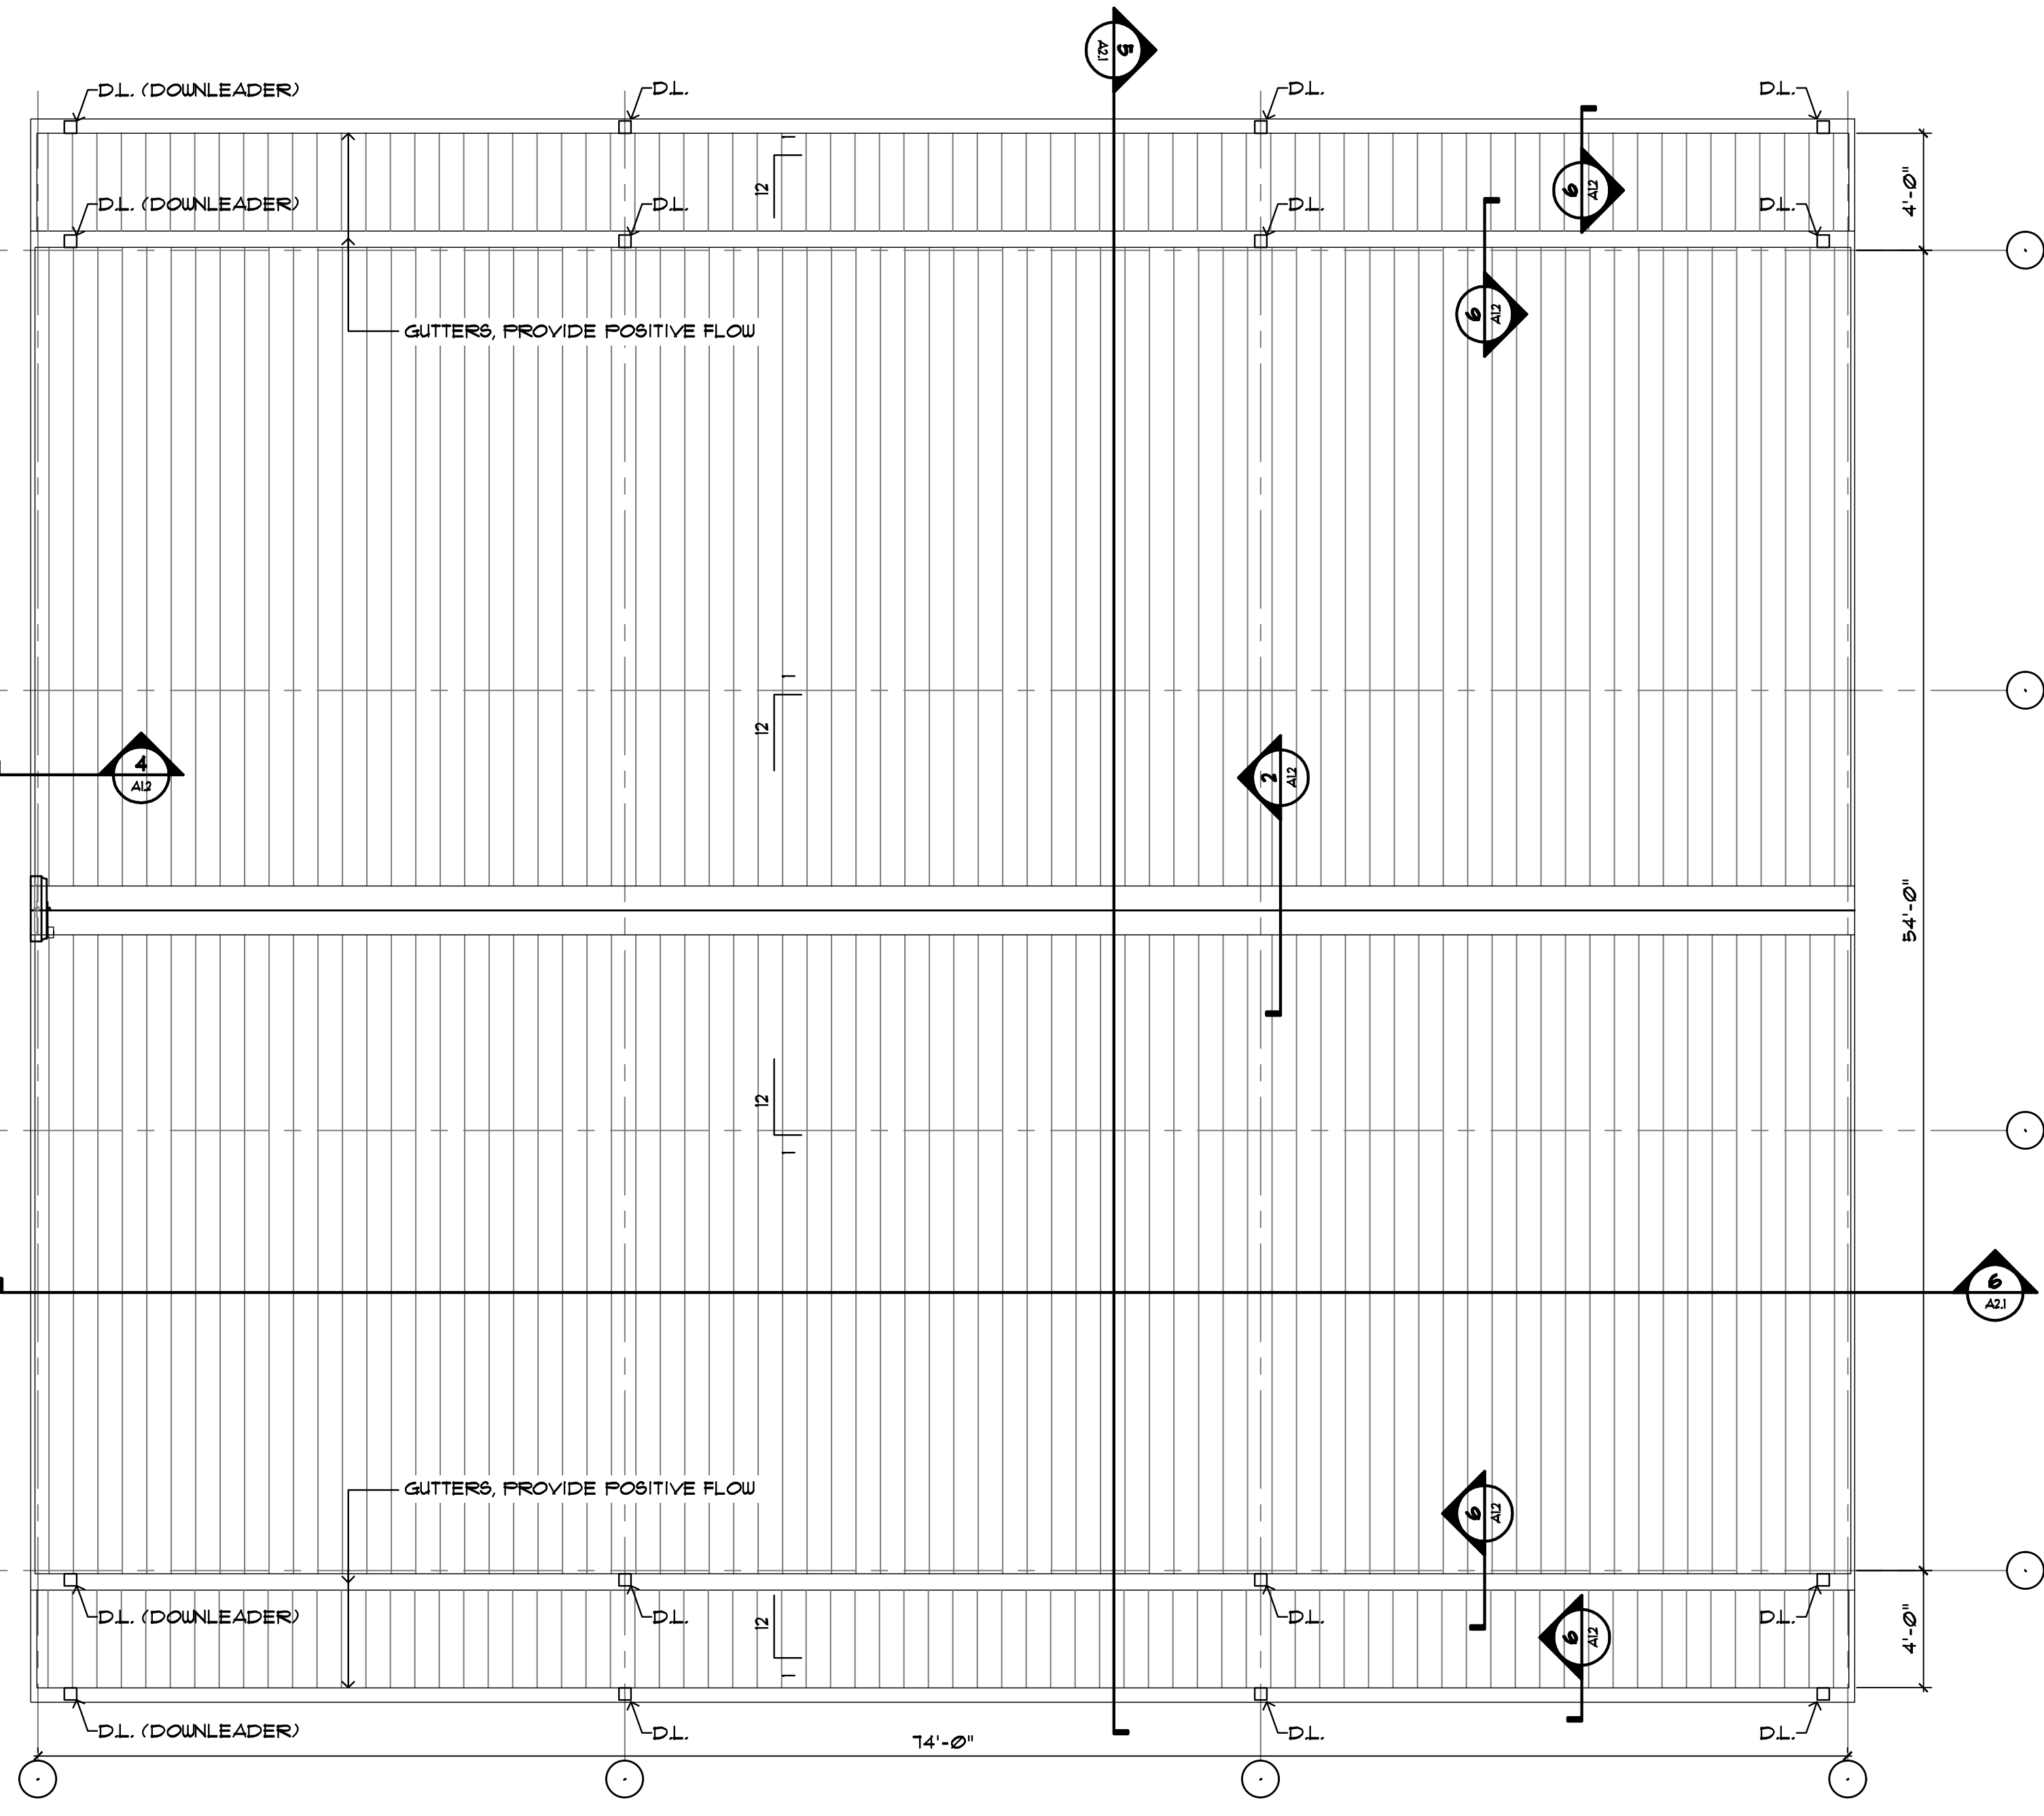 5
A2.1
D.L. (DOWNLEADER)
D.L.
D.L.
D.L.
1
12
6
A1.2
4'-0"
D.L. (DOWNLEADER)
D.L.
D.L.
D.L.
6
A1.2
GUTTERS, PROVIDE POSITIVE FLOW
1
12
4
A1.2
2
A1.2
54'-0"
12
1
6
A2.1
GUTTERS, PROVIDE POSITIVE FLOW
6
A1.2
D.L. (DOWNLEADER)
D.L.
12
1
D.L.
D.L.
6
A1.2
4'-0"
D.L. (DOWNLEADER)
D.L.
D.L.
D.L.
74'-0"